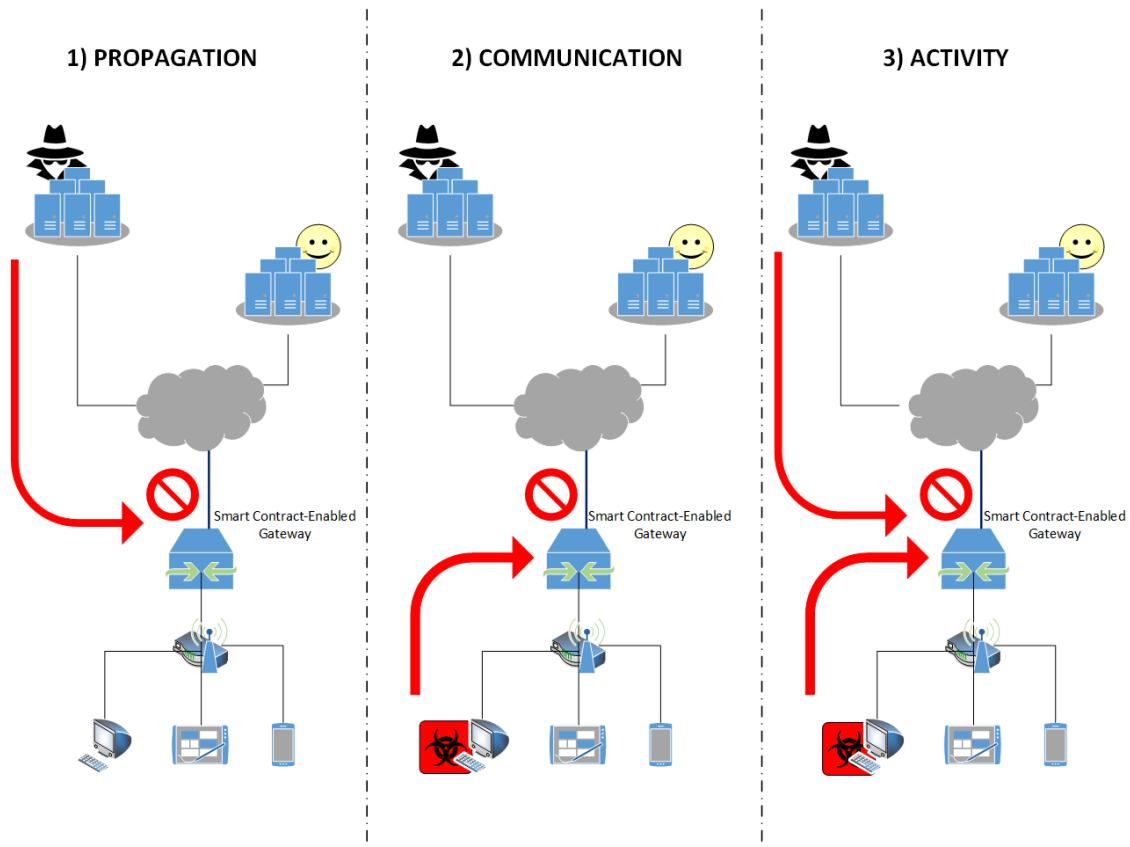 1) PROPAGATION
2) COMMUNICATION
3) ACTIVITY
Smart Contract-Enabled
Gateway
Smart Contract-Enabled
Gateway
Smart Contract-Enabled
Gateway